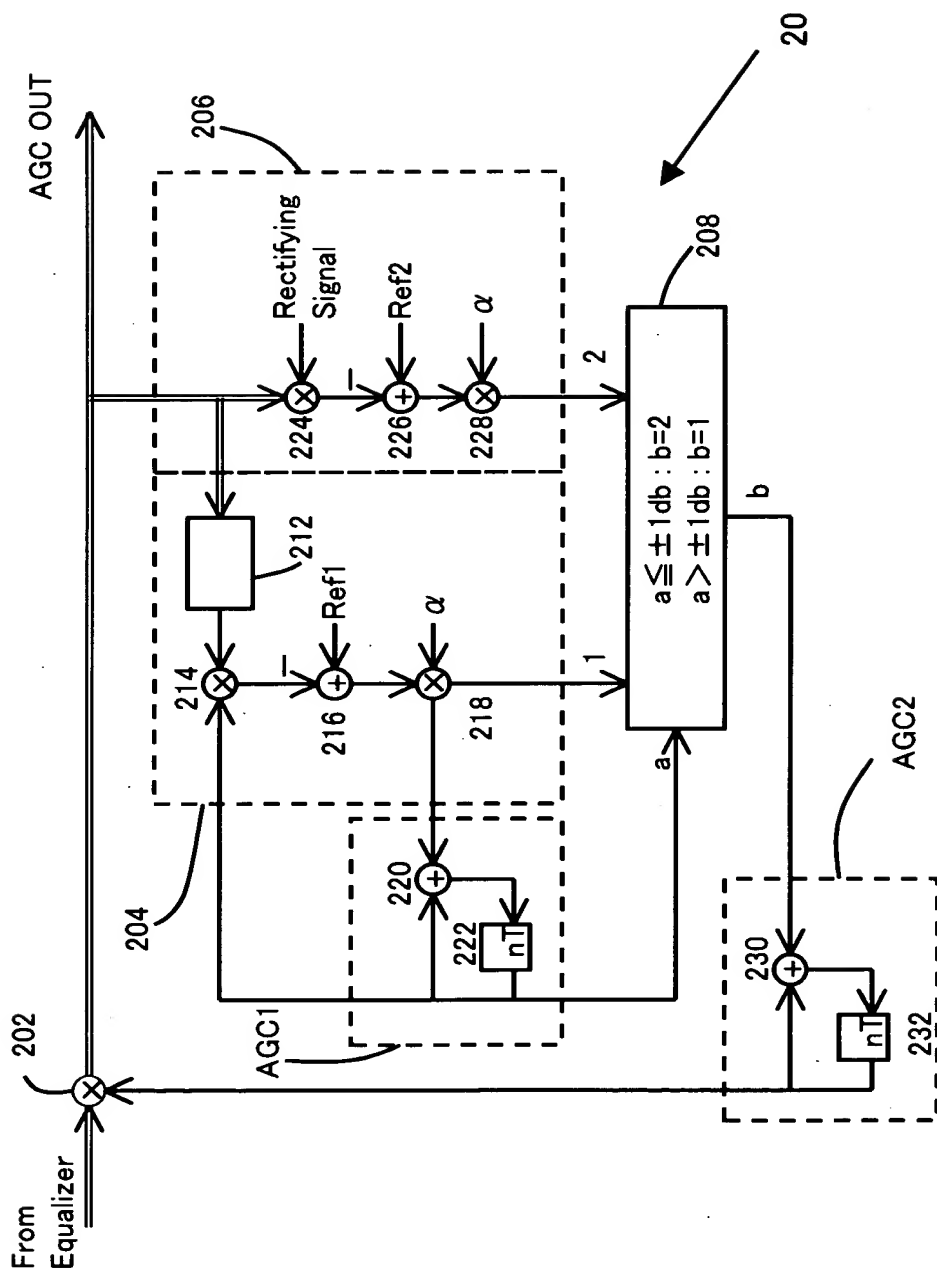 From
Equalizer
202
AGC OUT
206
Rectifying
Signal
224
−
Ref2
226
α
228
2
212
214
−
Ref1
216
α
218
1
204
220
222
nT
AGC1
a
a≦±1db : b=2
a>±1db : b=1
208
b
20
AGC2
230
232
nT